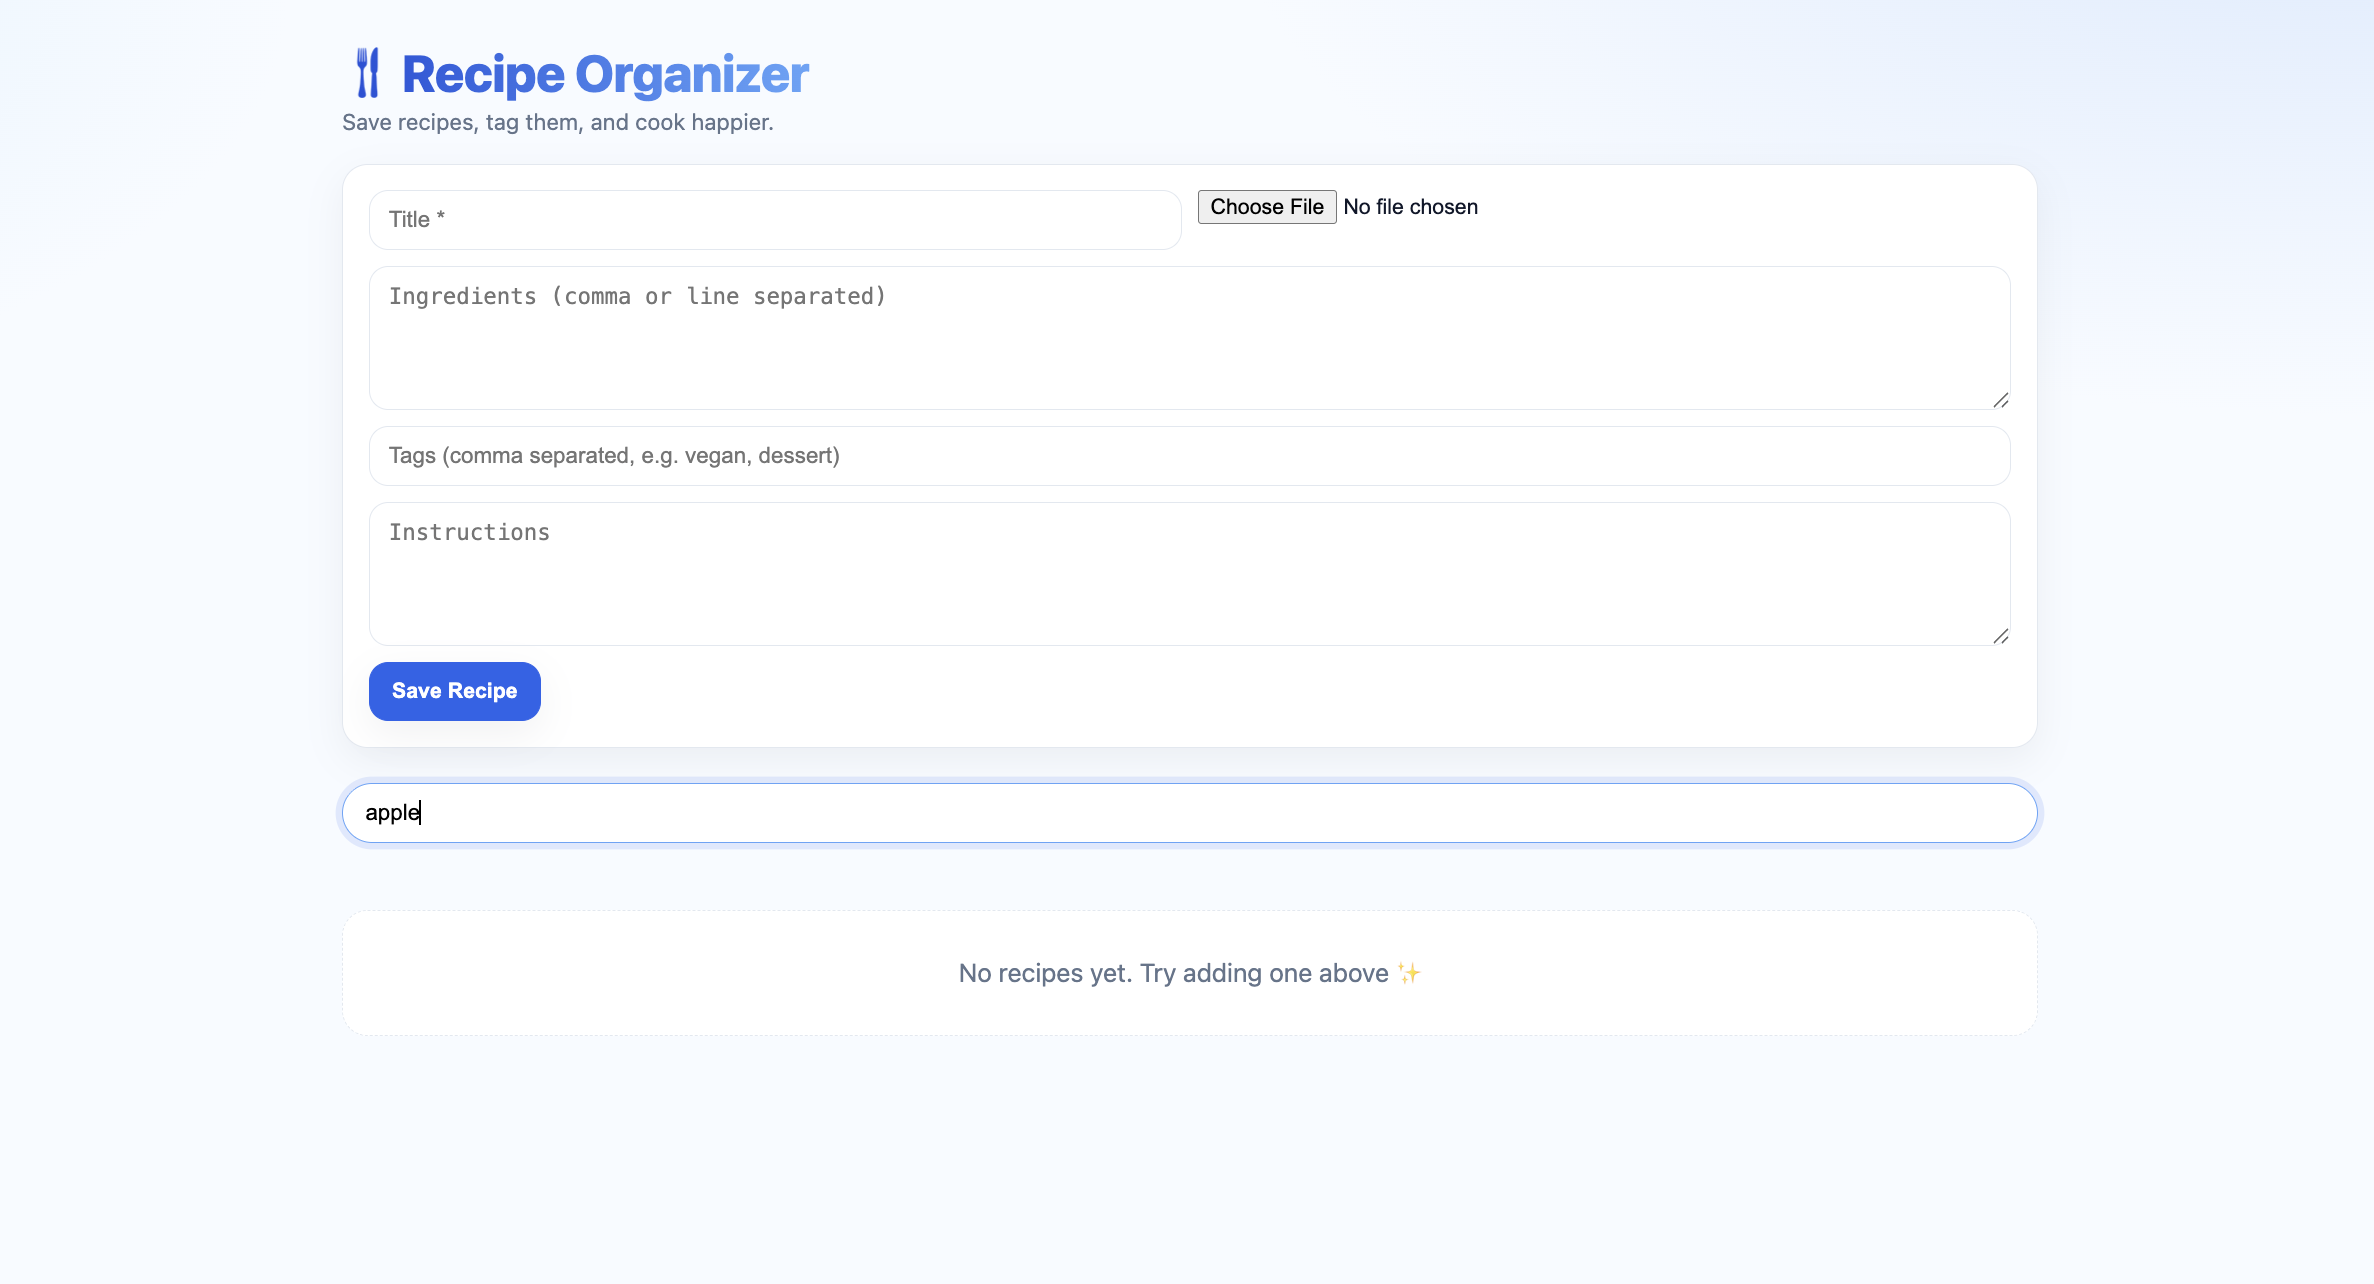 Recipe Organizer
Save recipes, tag them, and cook happier.
Title *
Choose File No file chosen
Ingredients (comma or line separated)
Tags (comma separated, e.g. vegan, dessert)
Instructions
Save Recipe
apple
No recipes yet. Try adding one above ✨